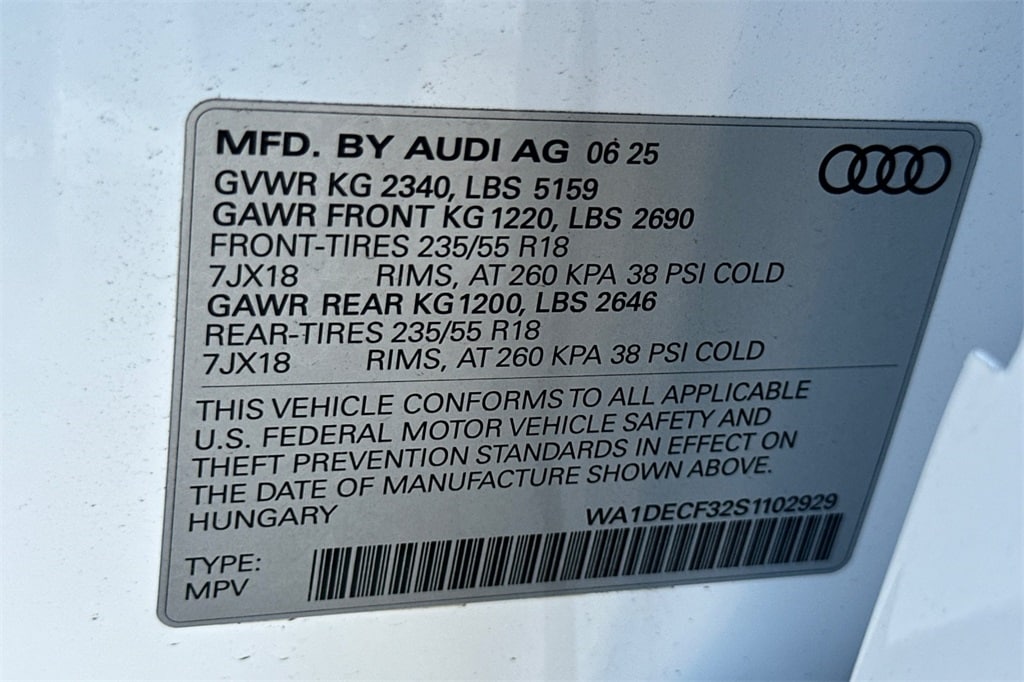 MFD. BY AUDI AG 06 25
GVWR KG 2340, LBS 5159
GAWR FRONT KG 1220, LBS 2690
FRONT-TIRES 235/55 R18
7JX18 RIMS, AT 260 KPA 38 PSI COLD
GAWR REAR KG 1200, LBS 2646
REAR-TIRES 235/55 R18
7JX18 RIMS, AT 260 KPA 38 PSI COLD
THIS VEHICLE CONFORMS TO ALL APPLICABLE
U.S. FEDERAL MOTOR VEHICLE SAFETY AND
THEFT PREVENTION STANDARDS IN EFFECT ON
THE DATE OF MANUFACTURE SHOWN ABOVE.
HUNGARY WA1DECF32S1102929
TYPE:
MPV